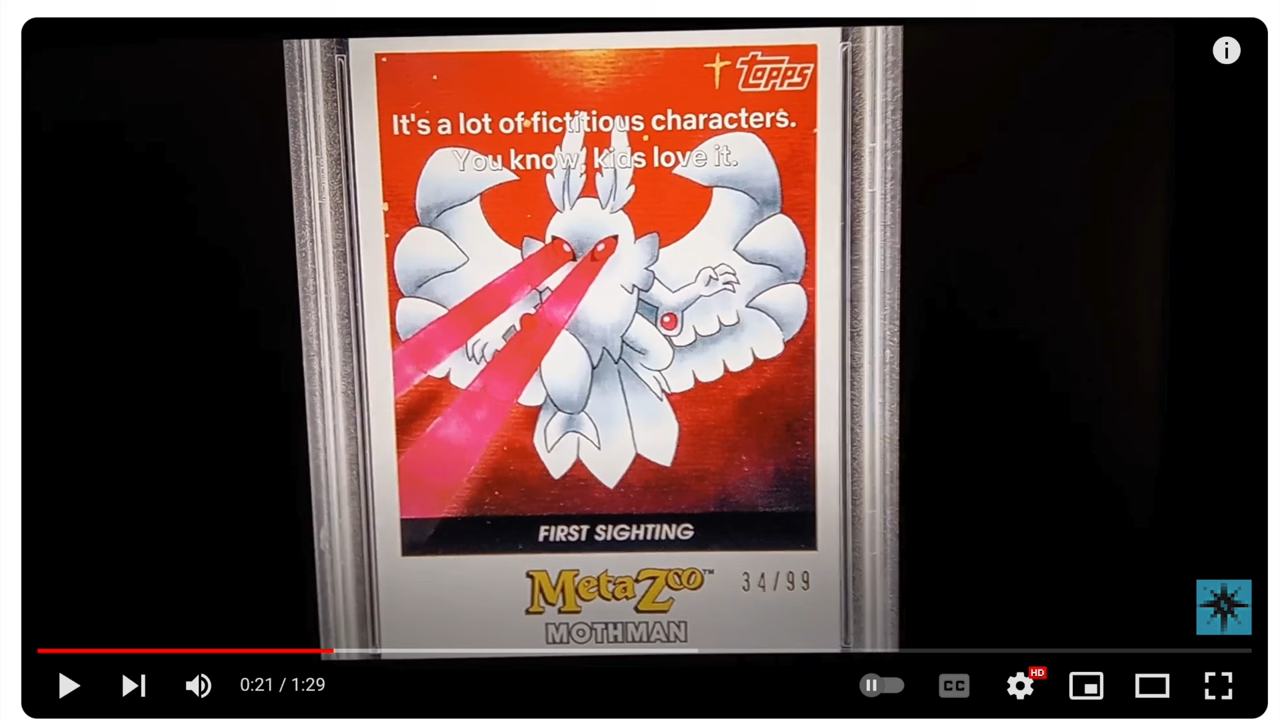 TOPPS
It's a lot of fictitious characters.
You know, kids love it.
FIRST SIGHTING
MetaZoo™ 34/99
MOTHMAN
HD
0:21 / 1:29
CC